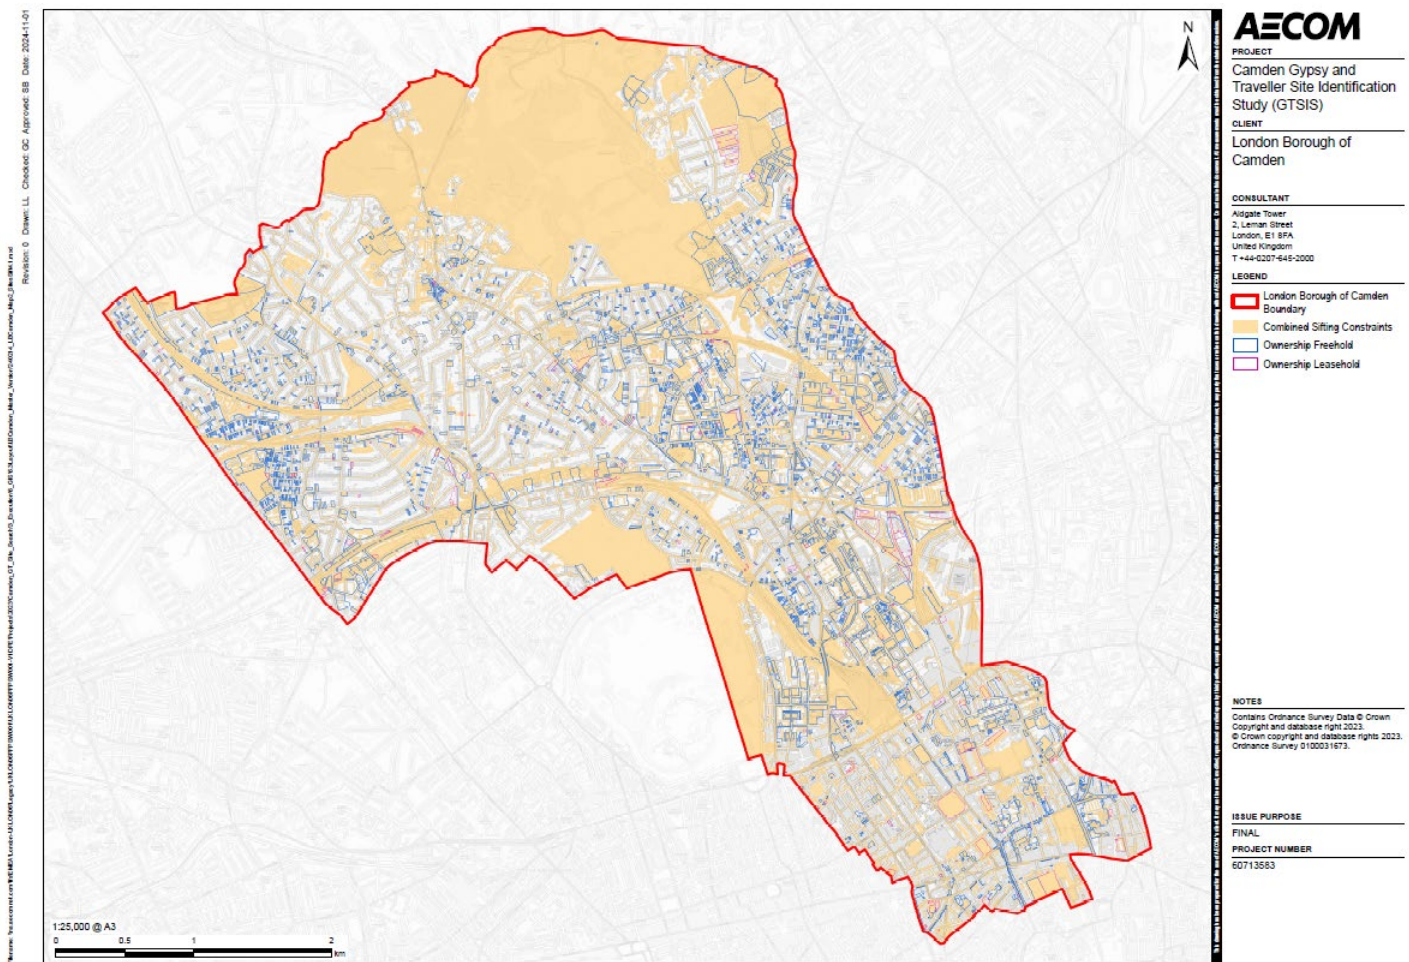 Revision: 0 Drawn: LL Checked: GC Approved: SB Date: 2024-11-01
N
AECOM
PROJECT
Camden Gypsy and
Traveller Site Identification
Study (GTSIS)
CLIENT
London Borough of
Camden
CONSULTANT
Aldgate Tower
2, Leman Street
London, E1 8FA
United Kingdom
T +44-0207-645-2000
LEGEND
London Borough of Camden
Boundary
Combined Sifting Constraints
Ownership Freehold
Ownership Leasehold
NOTES
Contains Ordnance Survey Data © Crown
Copyright and database right 2023.
© Crown copyright and database rights 2023.
Ordnance Survey 0100031673.
ISSUE PURPOSE
FINAL
PROJECT NUMBER
60713583
1:25,000 @ A3
0 0.5 1 2
km